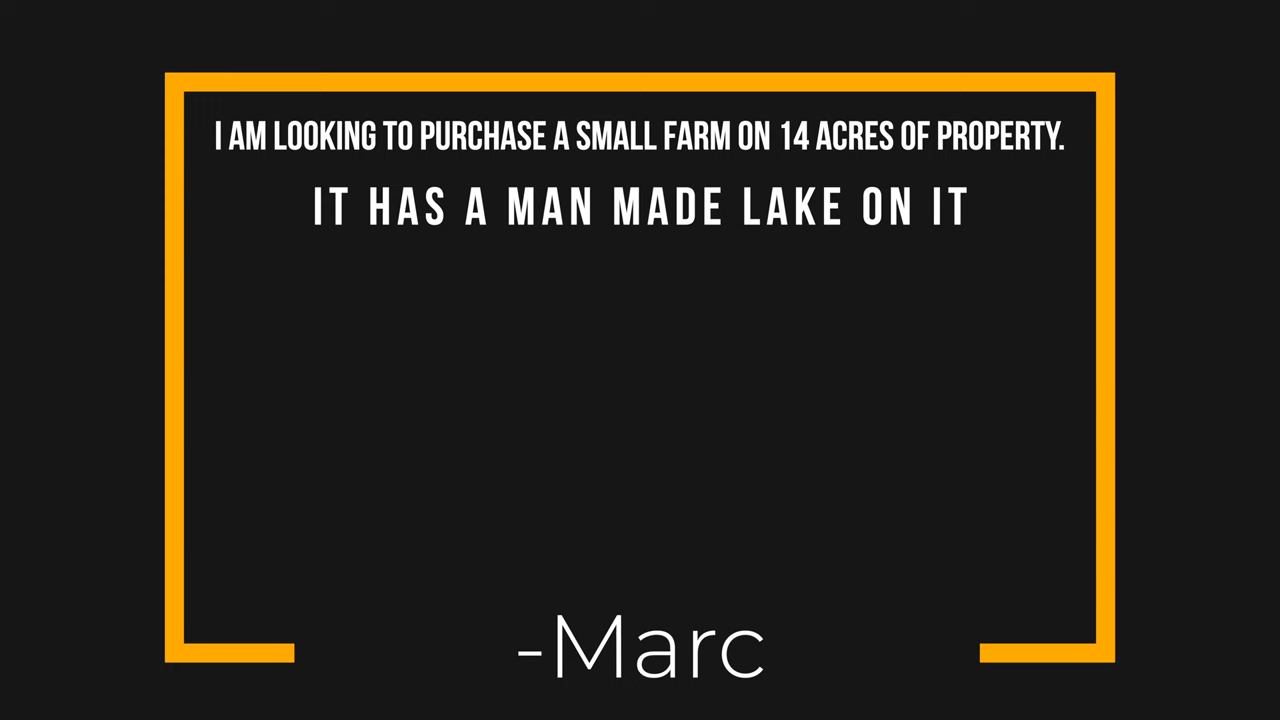 I AM LOOKING TO PURCHASE A SMALL FARM ON 14 ACRES OF PROPERTY.
IT HAS A MAN MADE LAKE ON IT
-Marc